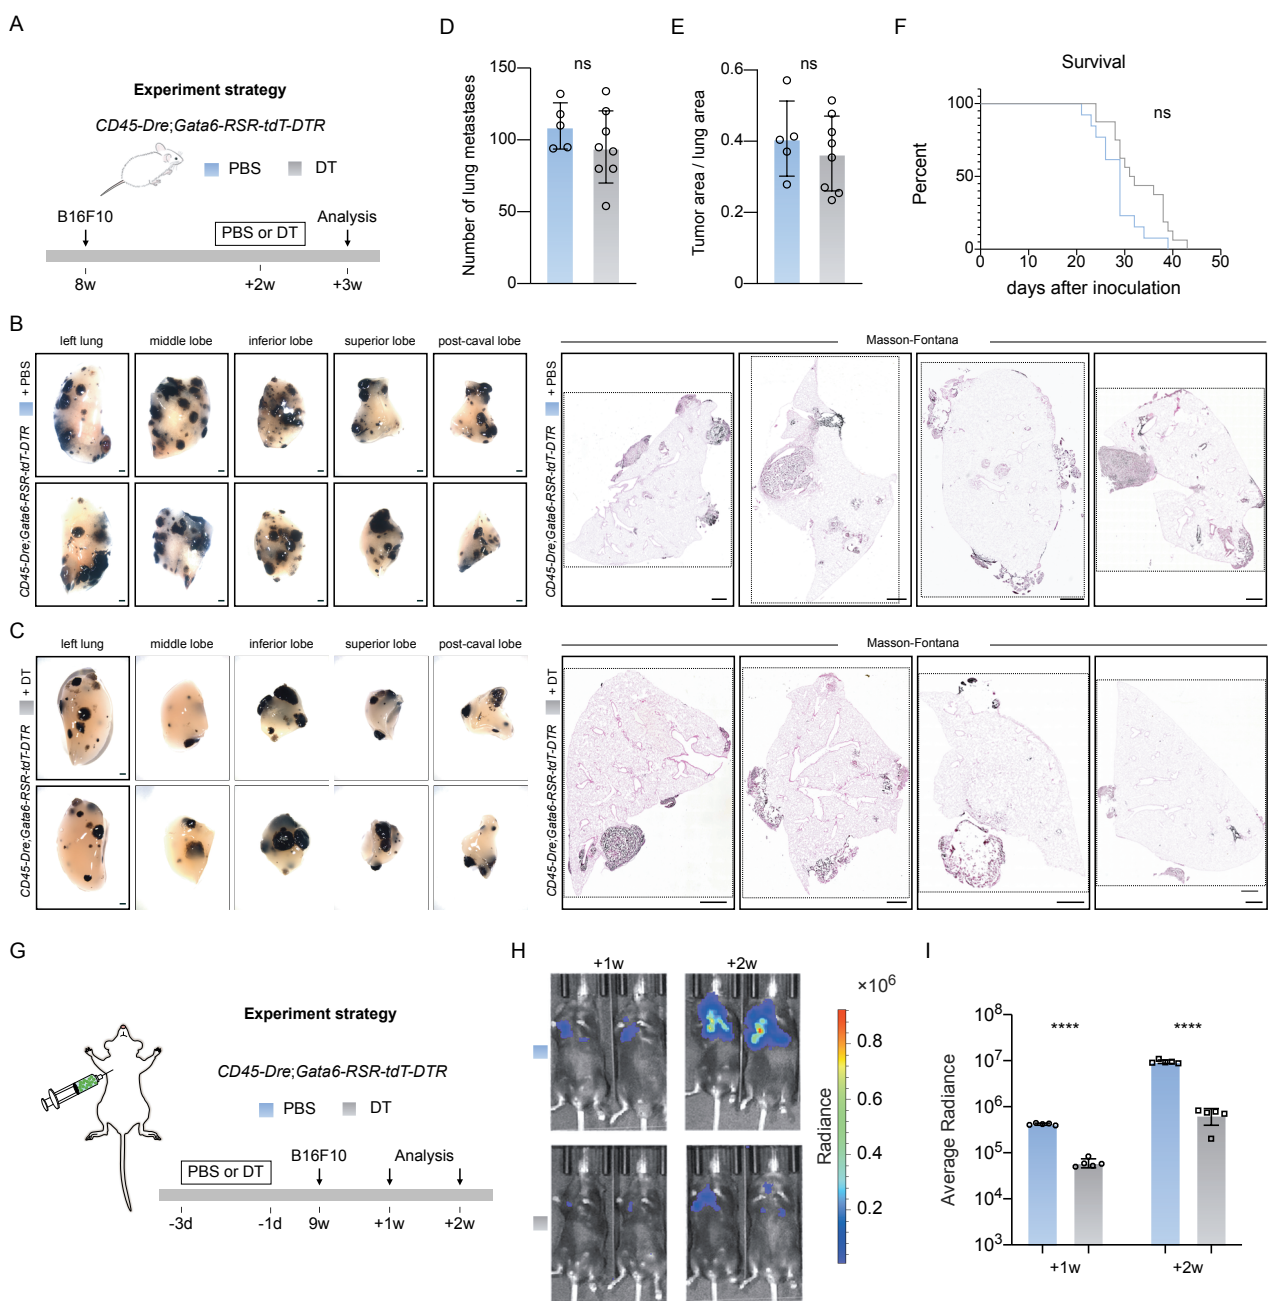 A
Experiment strategy
CD45-Dre;Gata6-RSR-tdT-DTR
PBS
DT
B16F10
PBS or DT
Analysis
8w
+2w
+3w
D
Number of lung metastases
ns
150
100
50
0
E
Tumor area / lung area
ns
0.6
0.4
0.2
0
F
Survival
ns
Percent
100
50
0
0
10
20
30
40
50
days after inoculation
B
CD45-Dre;Gata6-RSR-tdT-DTR + PBS
left lung
middle lobe
inferior lobe
superior lobe
post-caval lobe
CD45-Dre;Gata6-RSR-tdT-DTR + PBS
Masson-Fontana
C
CD45-Dre;Gata6-RSR-tdT-DTR + DT
left lung
middle lobe
inferior lobe
superior lobe
post-caval lobe
CD45-Dre;Gata6-RSR-tdT-DTR + DT
Masson-Fontana
G
Experiment strategy
CD45-Dre;Gata6-RSR-tdT-DTR
PBS
DT
PBS or DT
B16F10
Analysis
-3d
-1d
9w
+1w
+2w
H
+1w
+2w
×10⁶
Radiance
0.8
0.6
0.4
0.2
I
Average Radiance
10⁸
10⁷
10⁶
10⁵
10⁴
10³
****
****
+1w
+2w